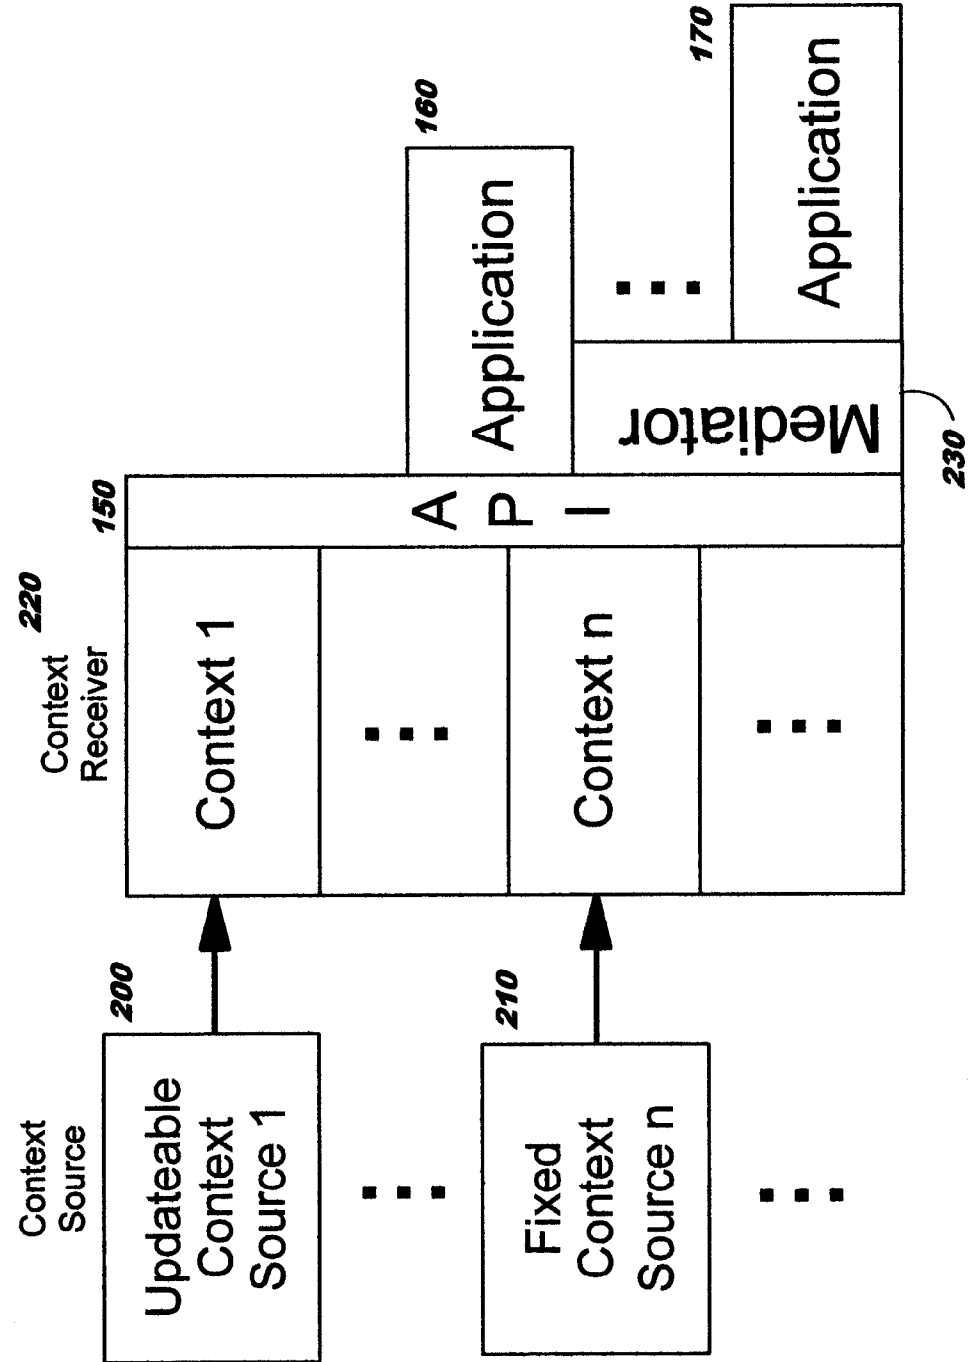 Context
Source
200
Updateable
Context
Source 1
210
Fixed
Context
Source n
Context
Receiver
220
Context 1
Context n
150
A
P
I
160
Application
Mediator
230
170
Application